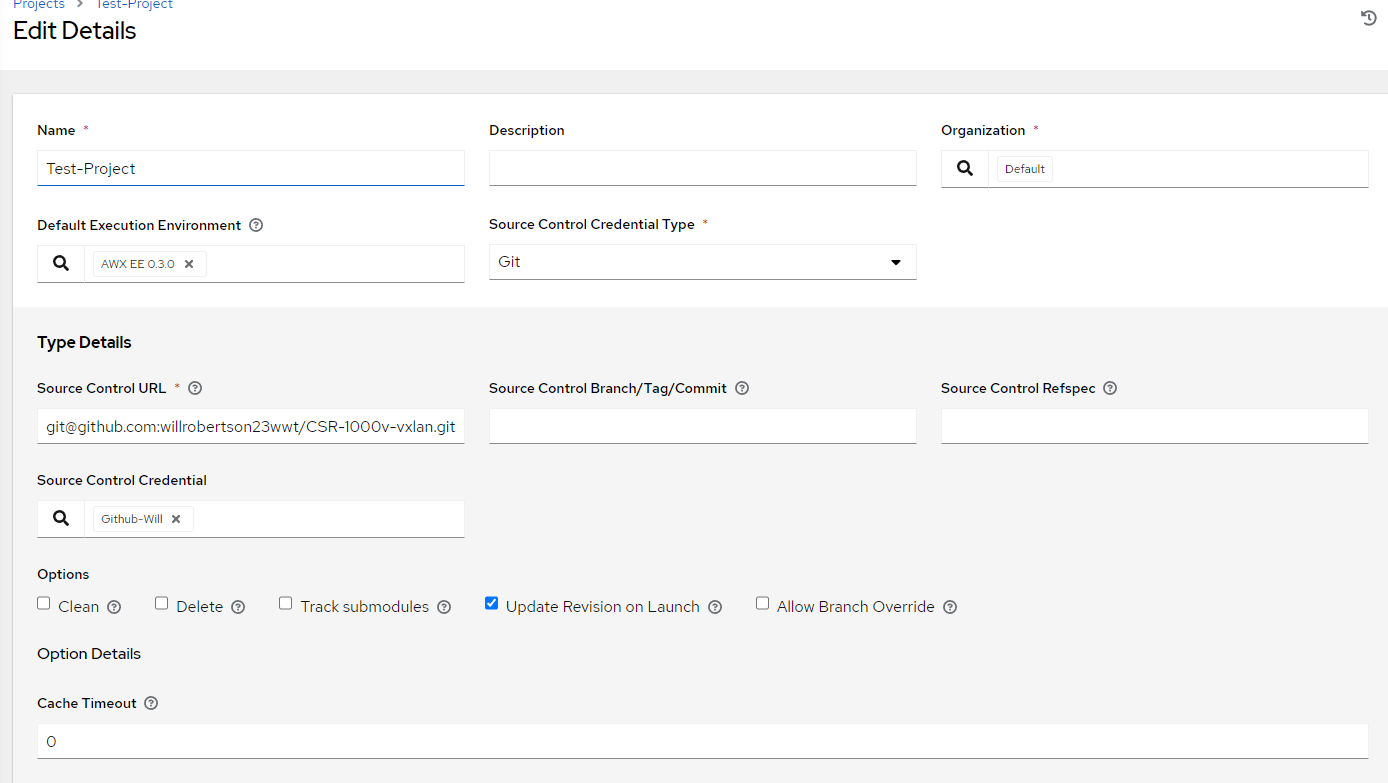 Projects > Test-Project
Edit Details
Name *
Description
Organization *
Test-Project
Default
Default Execution Environment
Source Control Credential Type *
AWX EE 0.3.0
Git
Type Details
Source Control URL *
Source Control Branch/Tag/Commit
Source Control Refspec
git@github.com:willrobertson23wwt/CSR-1000v-vxlan.git
Source Control Credential
Github-Will
Options
Clean
Delete
Track submodules
Update Revision on Launch
Allow Branch Override
Option Details
Cache Timeout
0